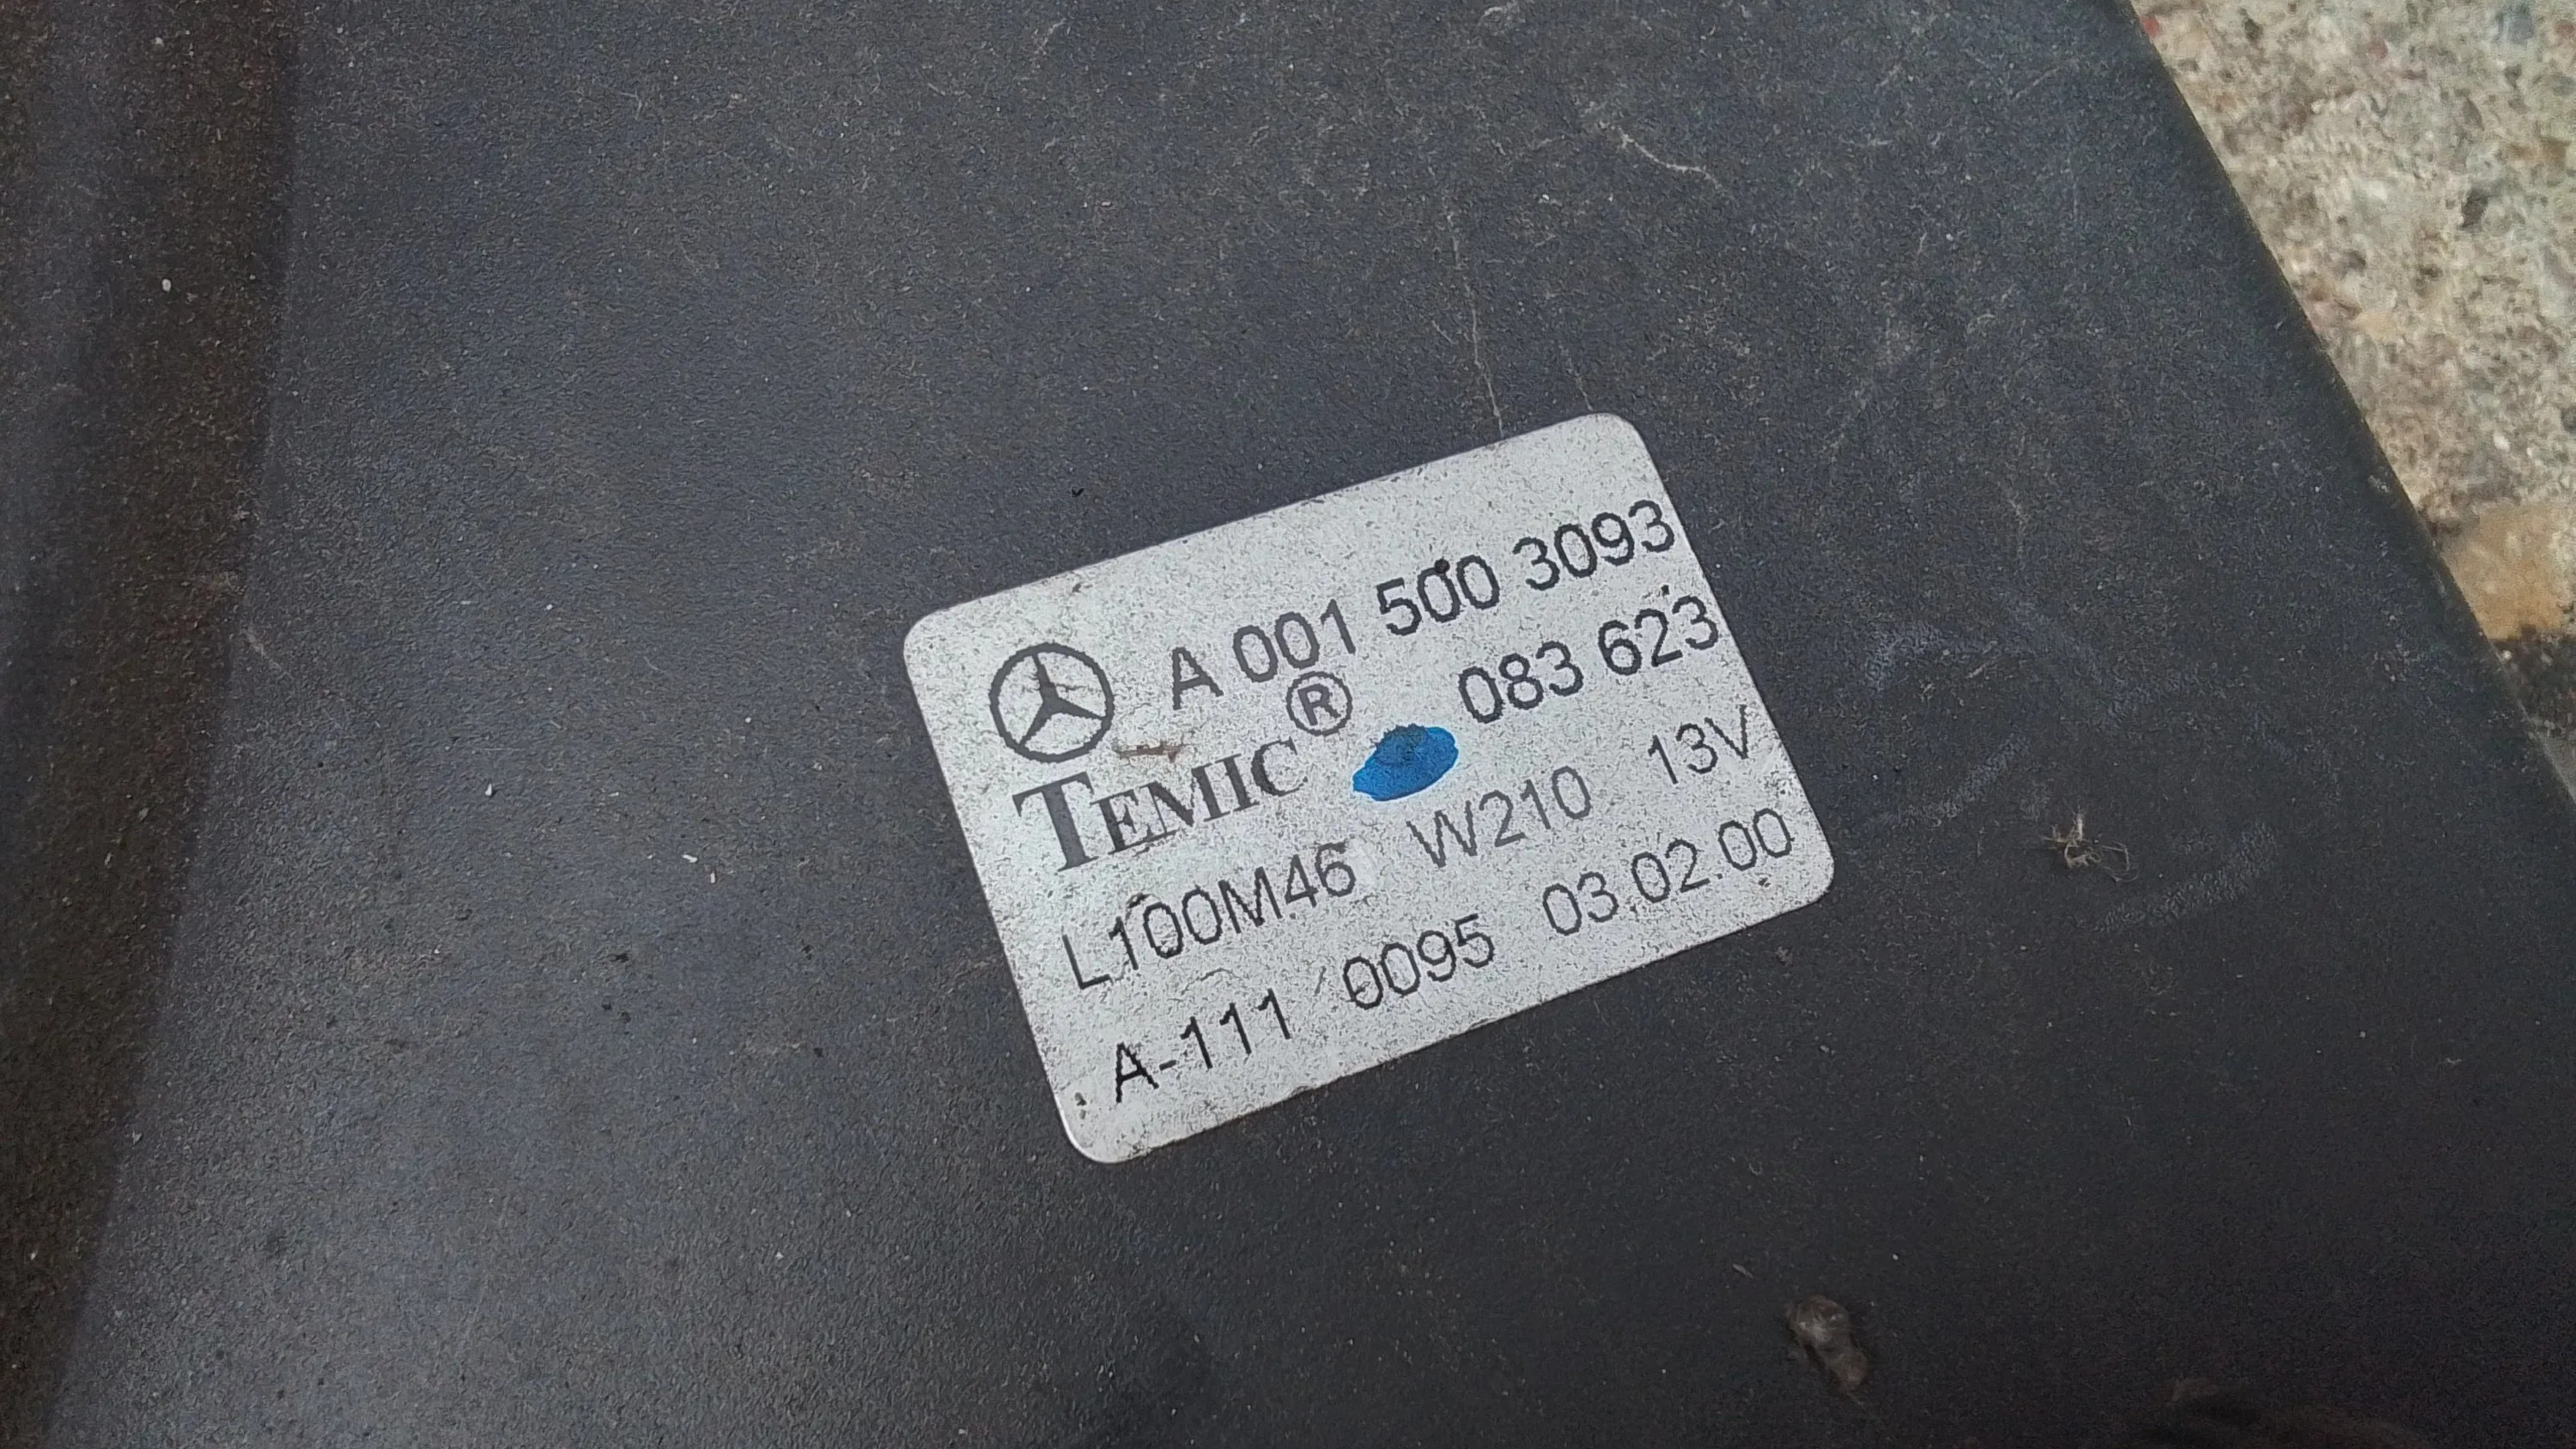 A 001 500 3093
TEMIC® 083 623
L100M46 W210 13V
A-111 0095 03.02.00